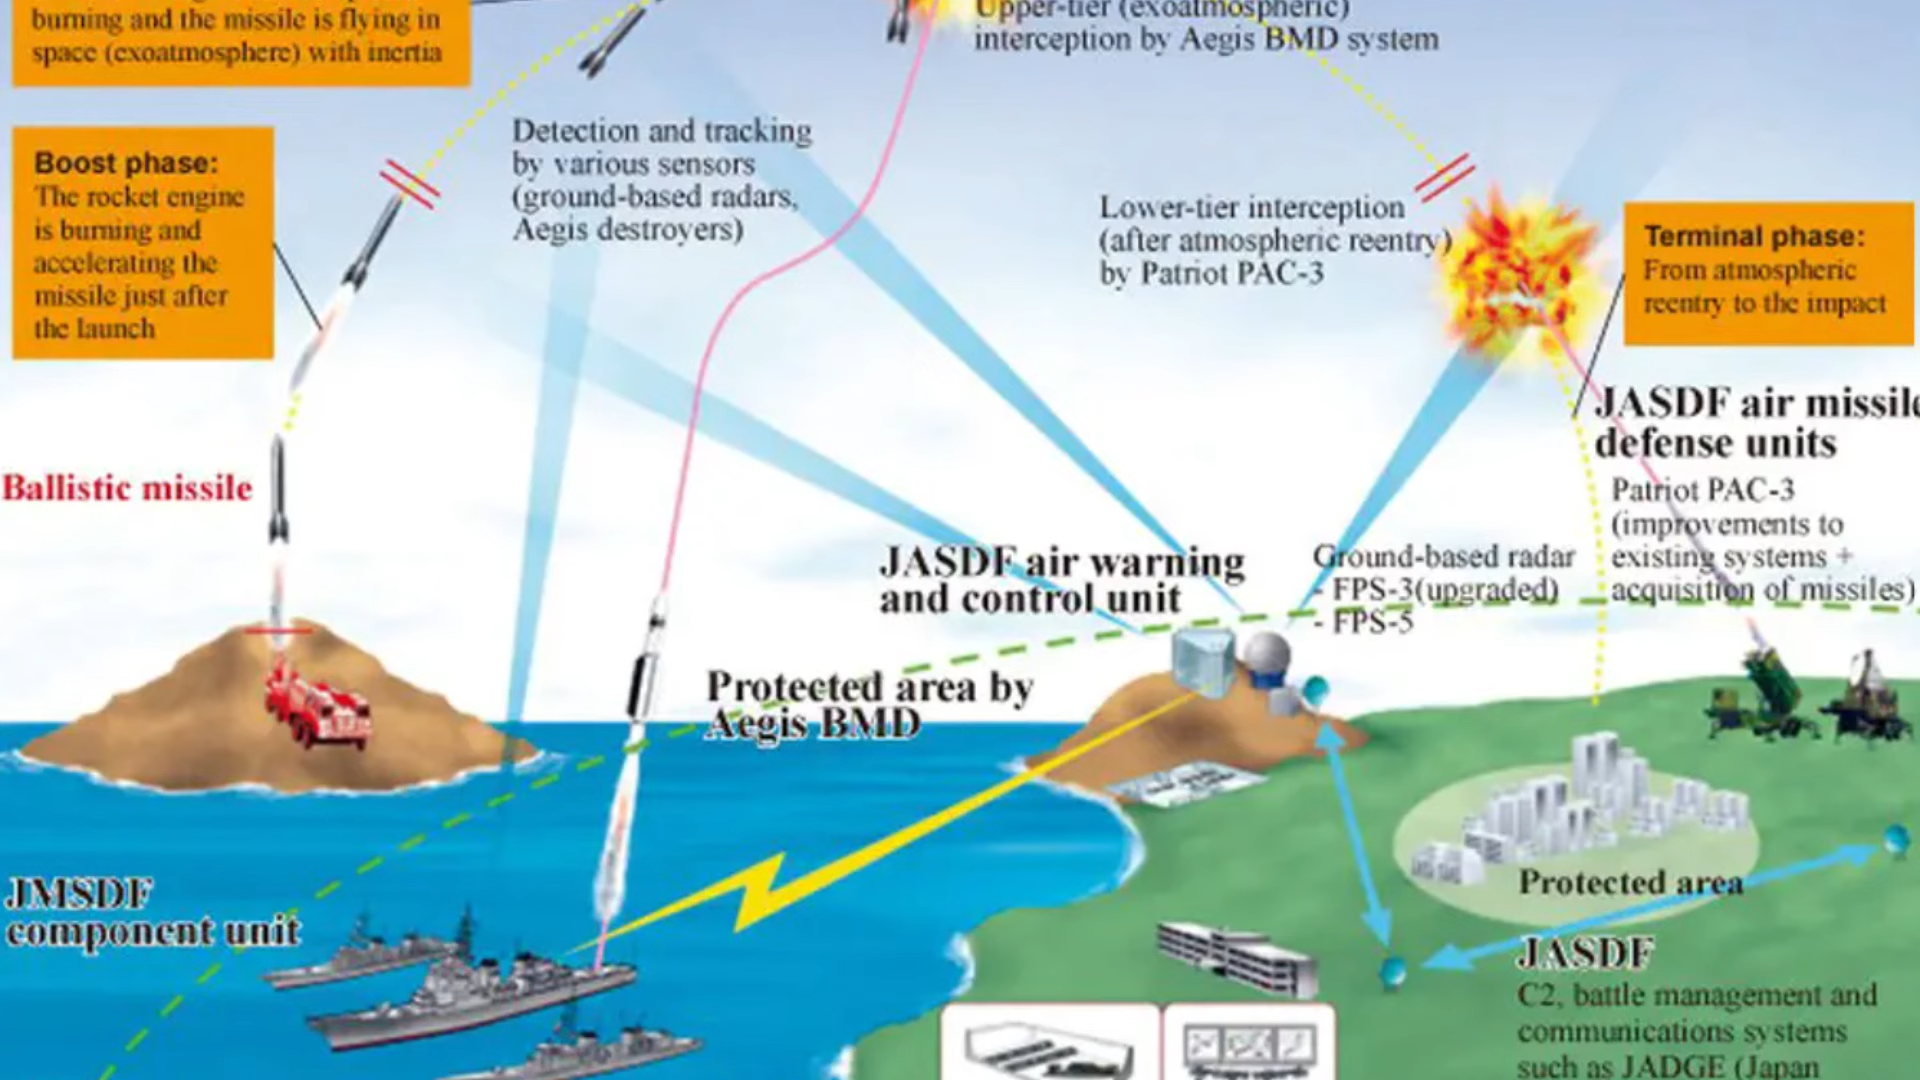 burning and the missile is flying in
space (exoatmosphere) with inertia
Upper-tier (exoatmospheric)
interception by Aegis BMD system
Boost phase:
The rocket engine
is burning and
accelerating the
missile just after
the launch
Detection and tracking
by various sensors
(ground-based radars,
Aegis destroyers)
Lower-tier interception
(after atmospheric reentry)
by Patriot PAC-3
Terminal phase:
From atmospheric
reentry to the impact
JASDF air missile
defense units
Patriot PAC-3
(improvements to
existing systems +
acquisition of missiles)
Ballistic missile
JASDF air warning
and control unit
Ground-based radar
- FPS-3(upgraded)
- FPS-5
Protected area by
Aegis BMD
JMSDF
component unit
Protected area
JASDF
C2, battle management and
communications systems
such as JADGE (Japan